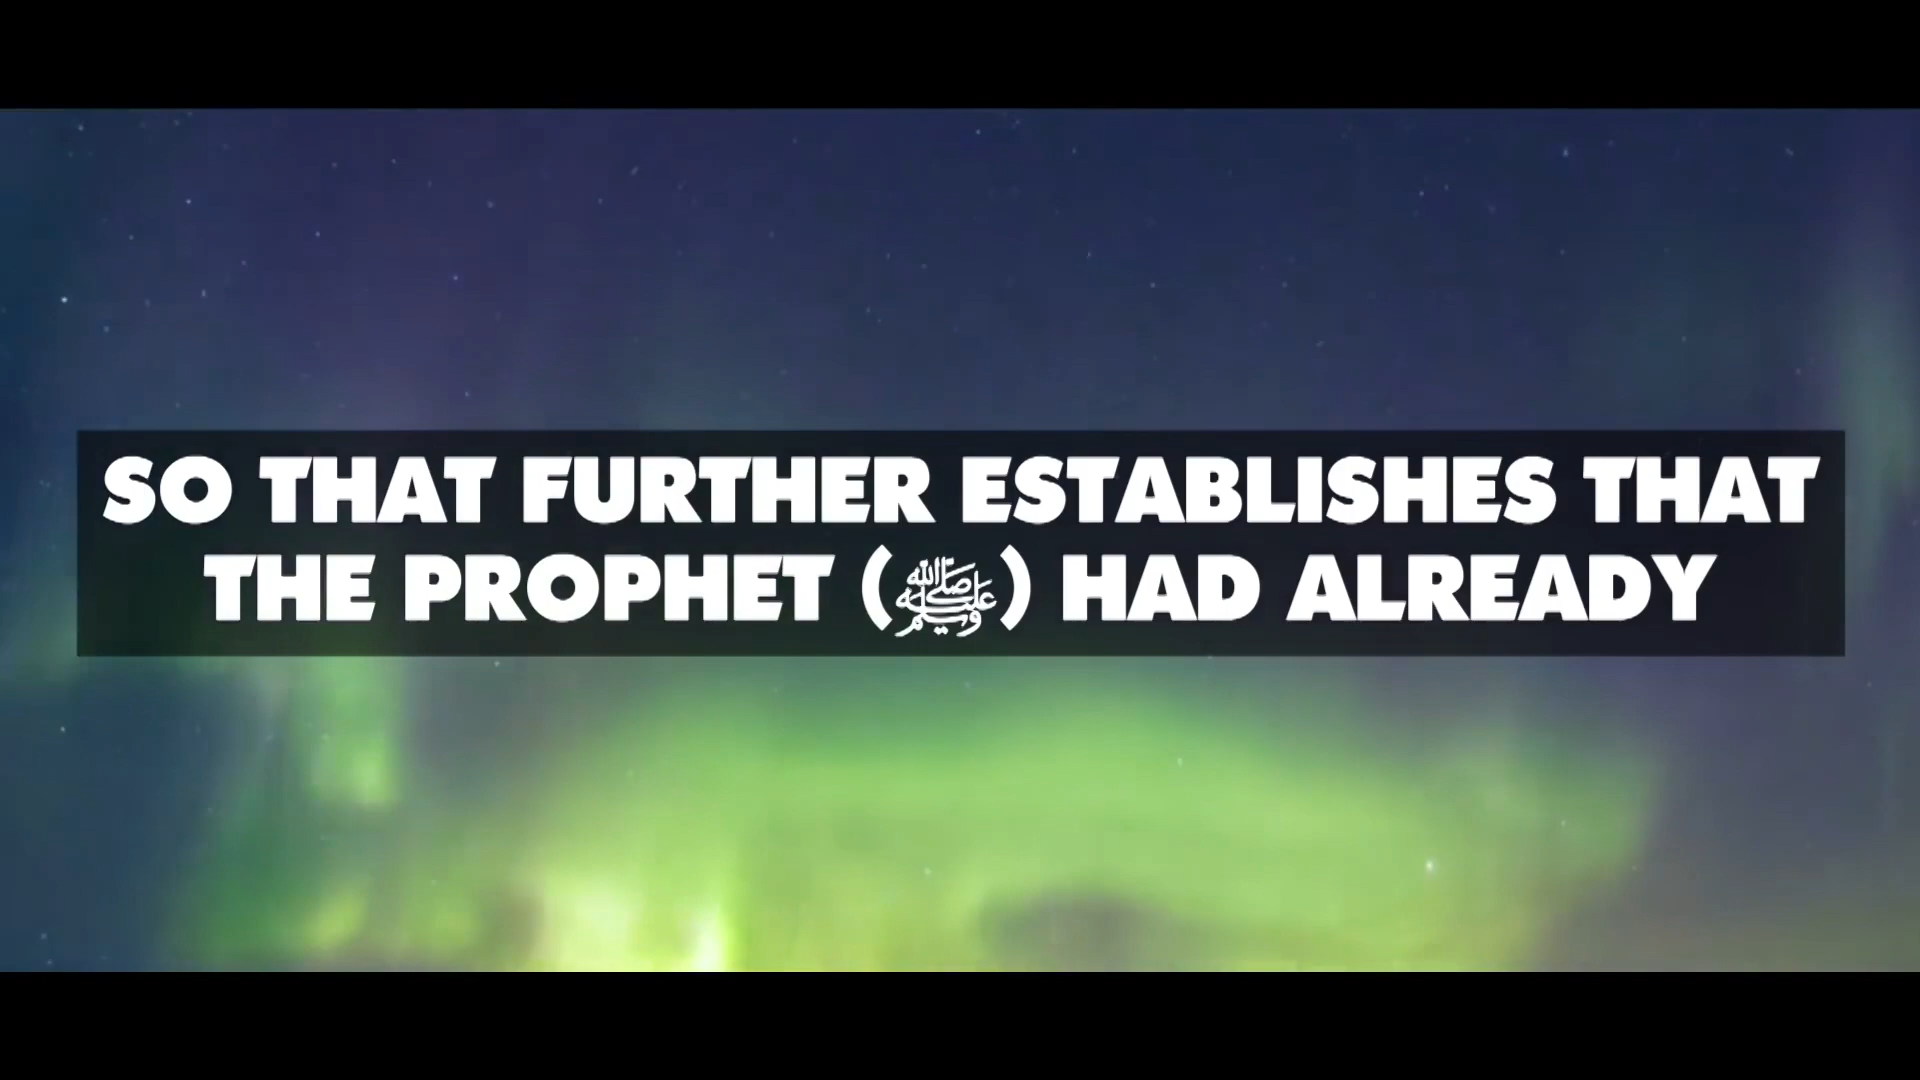 SO THAT FURTHER ESTABLISHES THAT
THE PROPHET (ﷺ) HAD ALREADY